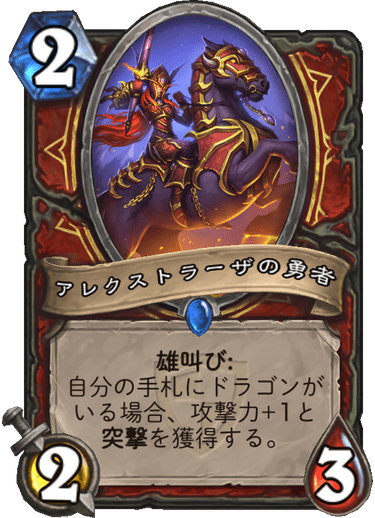 2
アレクストラーザの勇者
雄叫び:
自分の手札にドラゴンが
いる場合、攻撃力+1と
突撃を獲得する。
2
3